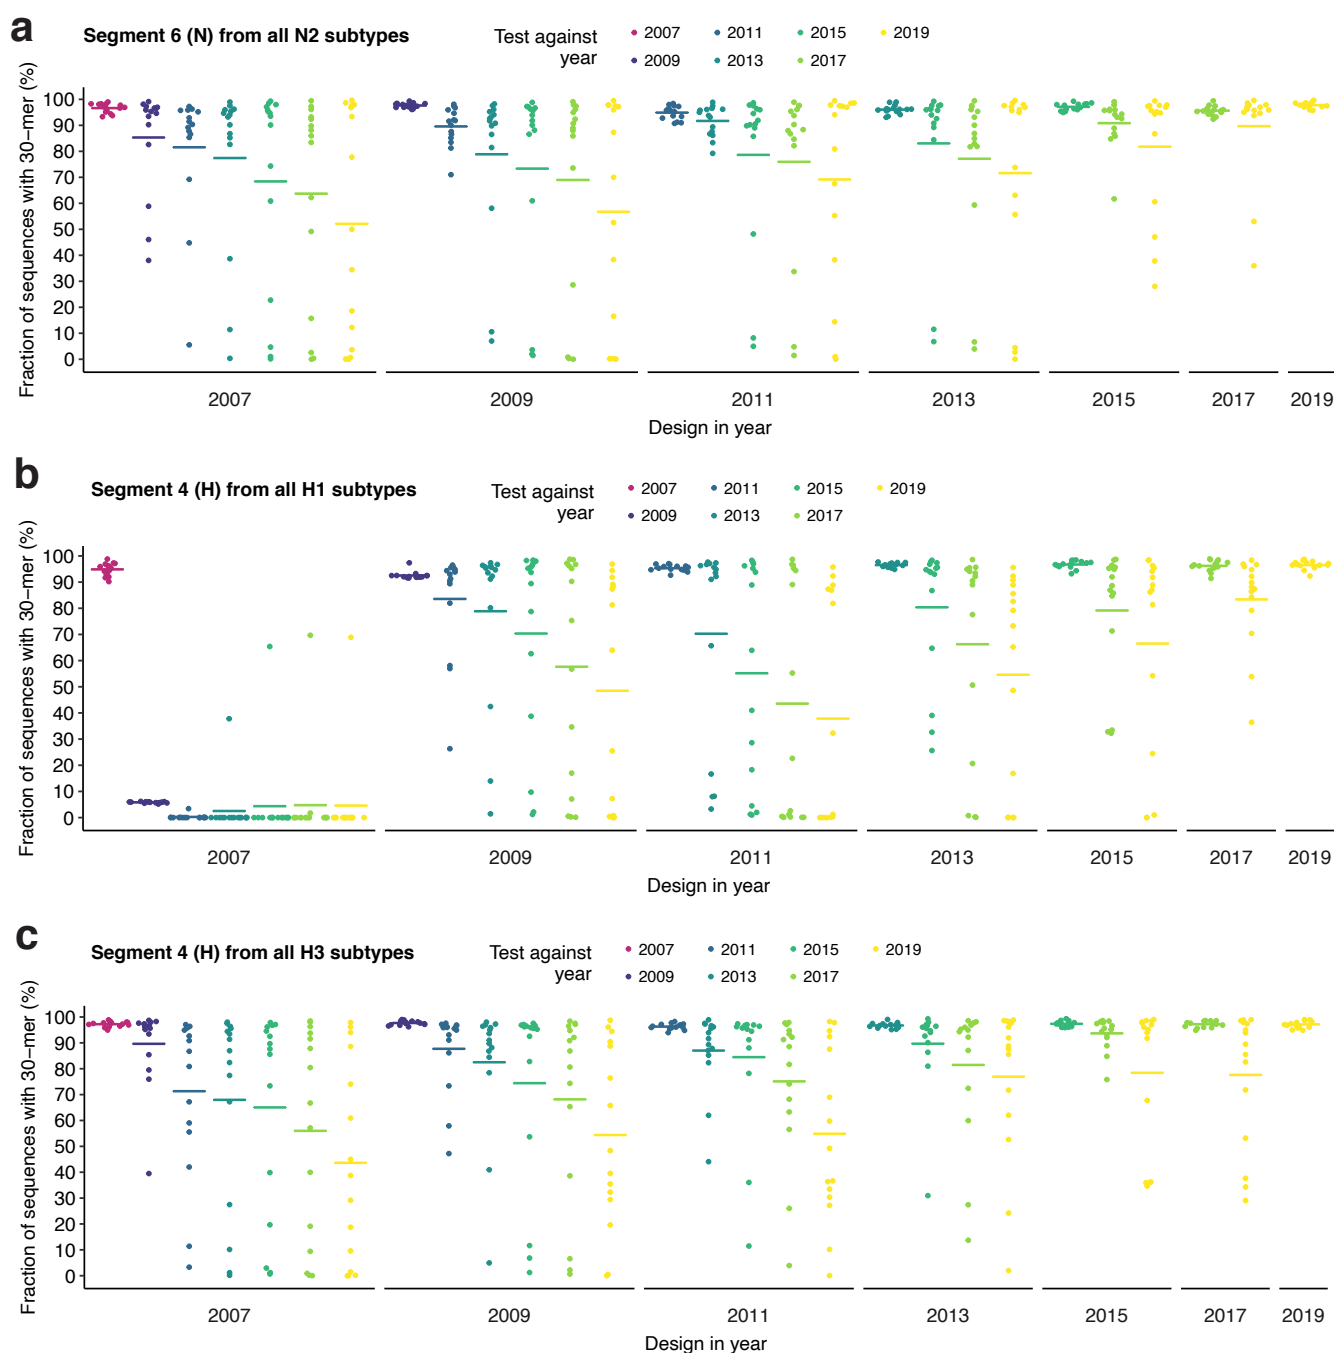 a
Segment 6 (N) from all N2 subtypes
Test against year
2007 2011 2015 2019
2009 2013 2017
Fraction of sequences with 30−mer (%)
100
90
80
70
60
50
40
30
20
10
0
2007 2009 2011 2013 2015 2017 2019
Design in year
b
Segment 4 (H) from all H1 subtypes
Test against year
2007 2011 2015 2019
2009 2013 2017
Fraction of sequences with 30−mer (%)
100
90
80
70
60
50
40
30
20
10
0
2007 2009 2011 2013 2015 2017 2019
Design in year
c
Segment 4 (H) from all H3 subtypes
Test against year
2007 2011 2015 2019
2009 2013 2017
Fraction of sequences with 30−mer (%)
100
90
80
70
60
50
40
30
20
10
0
2007 2009 2011 2013 2015 2017 2019
Design in year